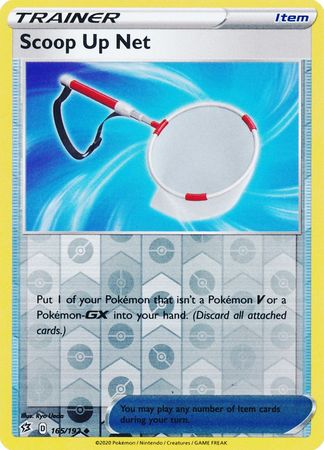 TRAINER Item
Scoop Up Net
Put 1 of your Pokémon that isn't a Pokémon V or a
Pokémon-GX into your hand. (Discard all attached
cards.)
Illus. Ryo Ueda
D 165/192 ◆
You may play any number of Item cards
during your turn.
©2020 Pokémon / Nintendo / Creatures / GAME FREAK